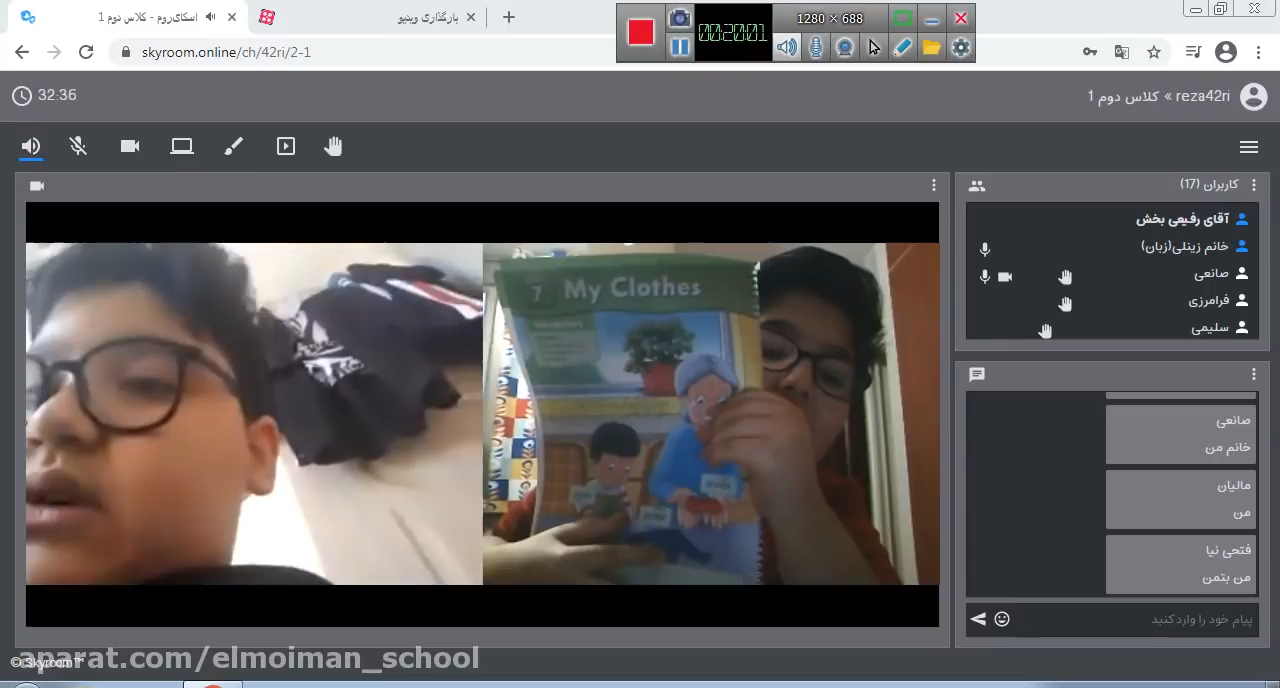 اسکای‌روم - کلاس دوم 1
بارگذاری ویدیو
1280 × 688
00:20:01
skyroom.online/ch/42ri/2-1
32:36
reza42ri » کلاس دوم 1
کاربران (17)
آقای رفیعی بخش
خانم زینلی(زبان)
صانعی
فرامرزی
سلیمی
7 My Clothes
صانعی
خانم من
مالیان
من
فتحی نیا
من بتمن
پیام خود را وارد کنید
© Skyroom™
aparat.com/elmoiman_school